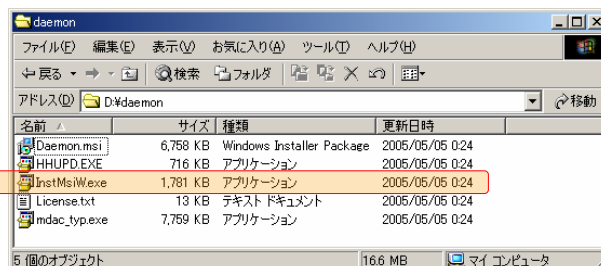 daemon
ファイル(F) 編集(E) 表示(V) お気に入り(A) ツール(T) ヘルプ(H)
戻る 検索 フォルダ
アドレス(D) D:¥daemon 移動
名前 サイズ 種類 更新日時
Daemon.msi 6,758 KB Windows Installer Package 2005/05/05 0:24
HHUPD.EXE 716 KB アプリケーション 2005/05/05 0:24
InstMsiW.exe 1,781 KB アプリケーション 2005/05/05 0:24
License.txt 13 KB テキスト ドキュメント 2005/05/05 0:24
mdac_typ.exe 7,759 KB アプリケーション 2005/05/05 0:24
5 個のオブジェクト 16.6 MB マイ コンピュータ